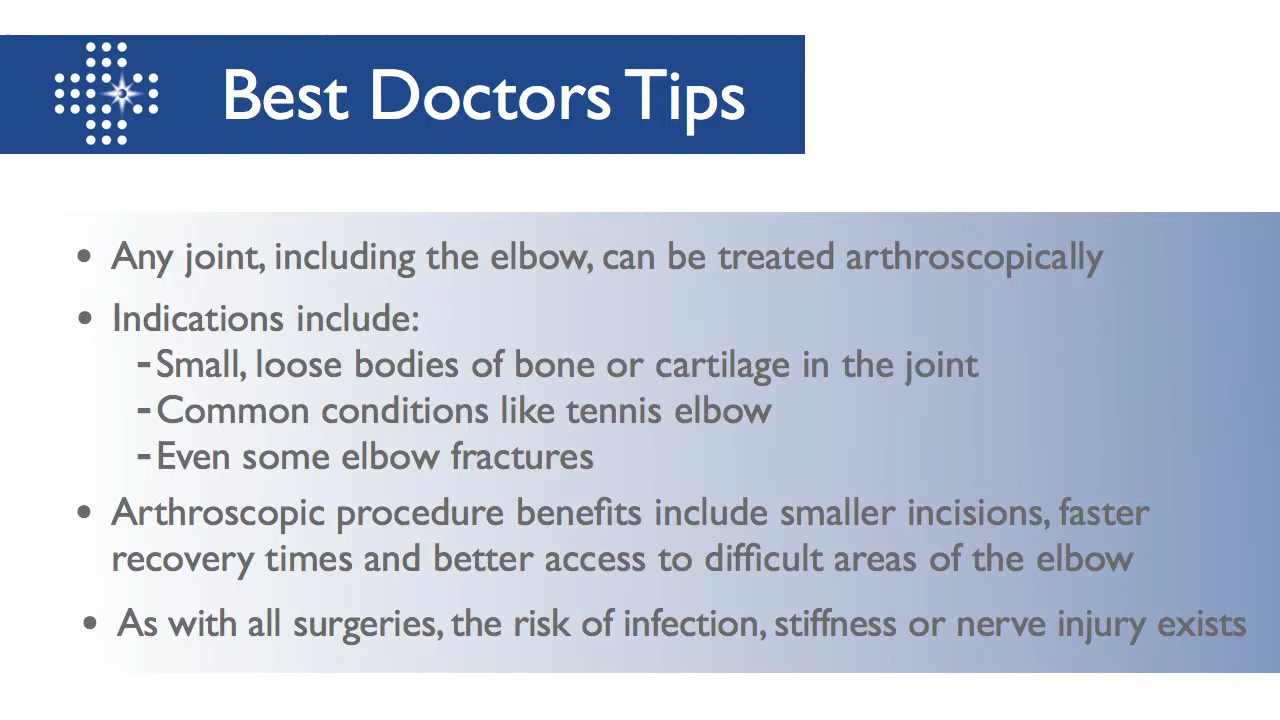 Best Doctors Tips
• Any joint, including the elbow, can be treated arthroscopically
• Indications include:
-Small, loose bodies of bone or cartilage in the joint
-Common conditions like tennis elbow
-Even some elbow fractures
• Arthroscopic procedure benefits include smaller incisions, faster
recovery times and better access to difficult areas of the elbow
• As with all surgeries, the risk of infection, stiffness or nerve injury exists